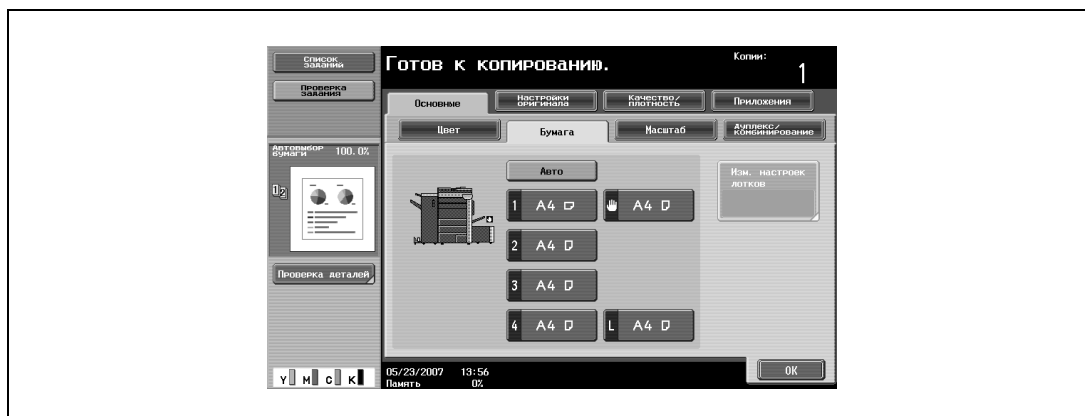 Список
заданий
Готов к копированию.
Копии:
1
Проверка
задания
Основные
Настройки
оригинала
Качество/
плотность
Приложения
Цвет
Бумага
Масштаб
Дуплекс/
комбинирование
Автовыбор
бумаги 100.0%
12
Авто
Изм. настроек
лотков
1 A4
A4
2 A4
3 A4
4 A4
L A4
Проверка деталей
Y M C K
05/23/2007 13:56
Память 0%
OK